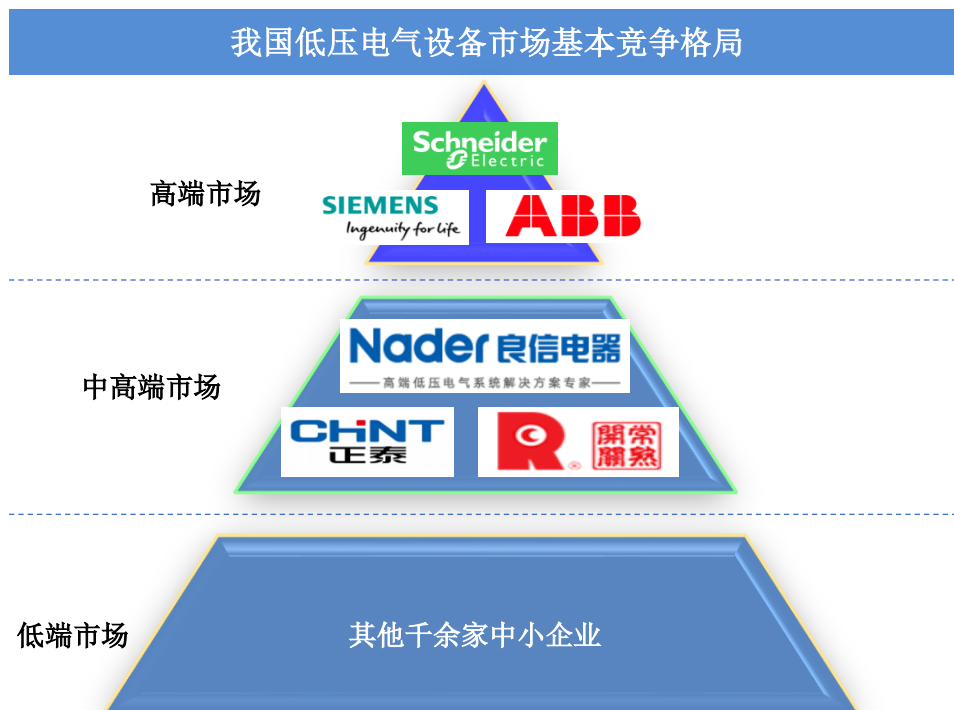 我国低压电气设备市场基本竞争格局
Schneider
Electric
高端市场
SIEMENS
Ingenuity for life
ABB
Nader 良信电器
——高端低压电气系统解决方案专家——
中高端市场
CHNT
正泰
R®
開常
關熟
低端市场
其他千余家中小企业